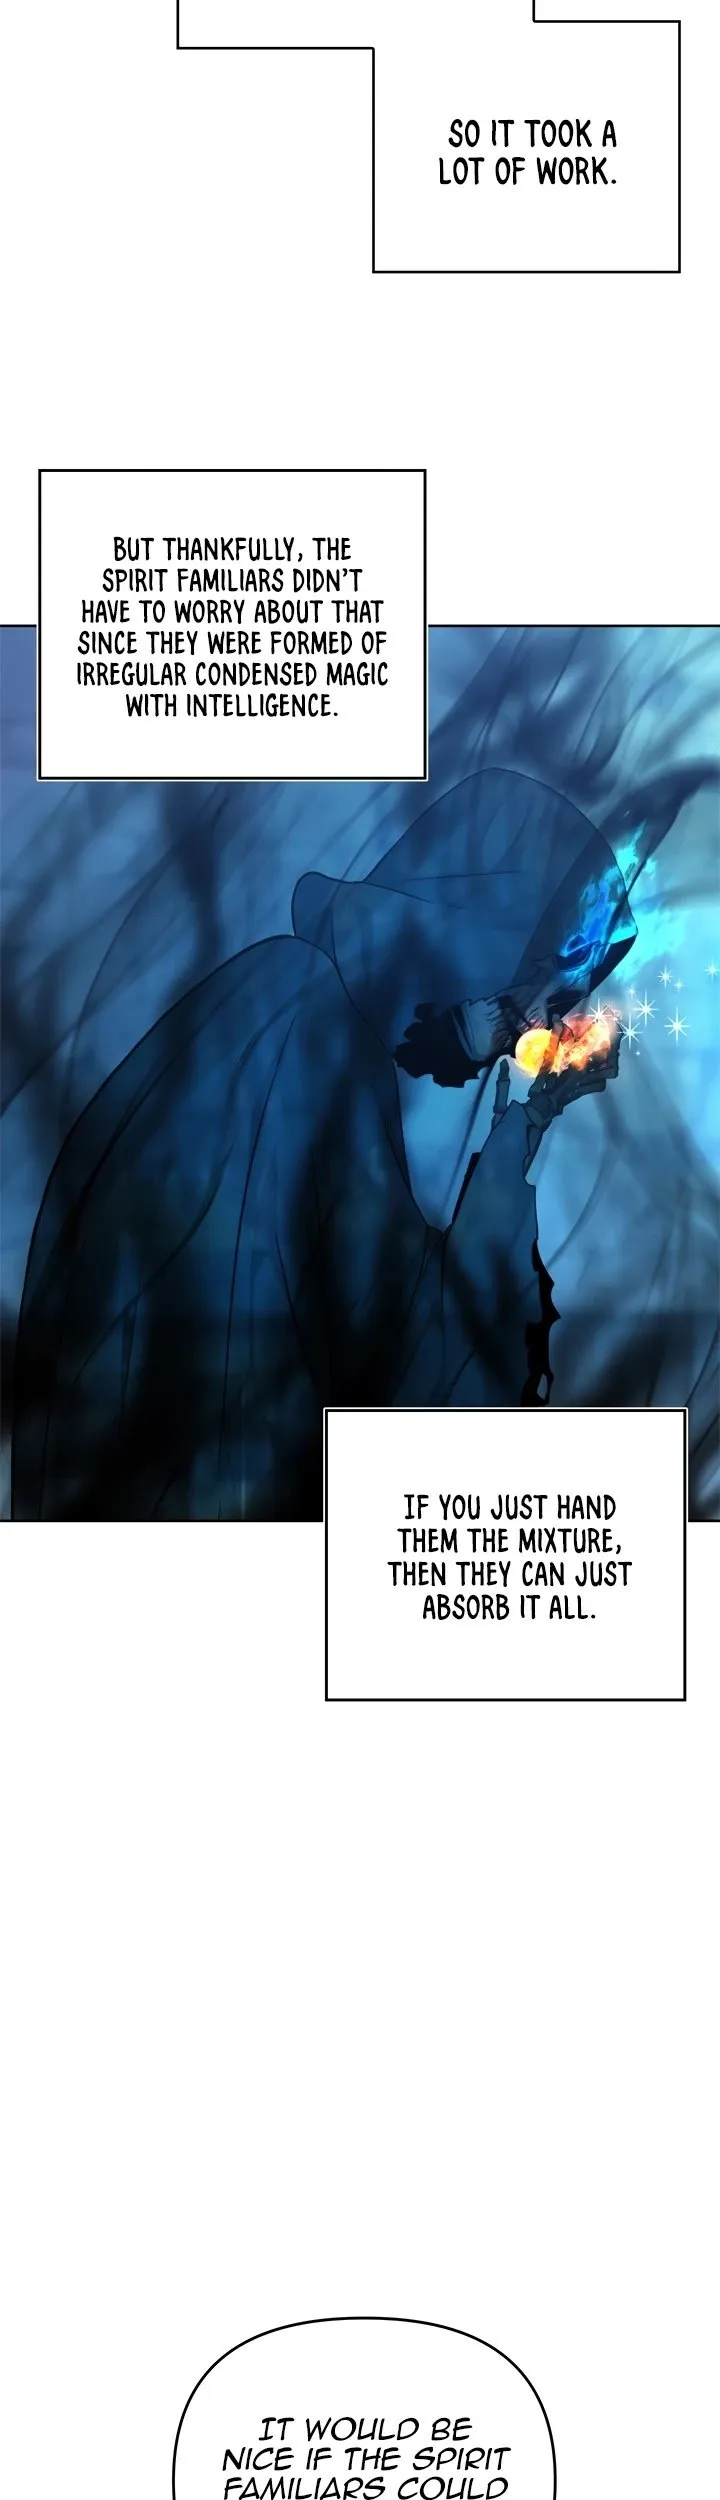 SO IT TOOK A
LOT OF WORK.
BUT THANKFULLY, THE
SPIRIT FAMILIARS DIDN'T
HAVE TO WORRY ABOUT THAT
SINCE THEY WERE FORMED OF
IRREGULAR CONDENSED MAGIC
WITH INTELLIGENCE.
IF YOU JUST HAND
THEM THE MIXTURE,
THEN THEY CAN JUST
ABSORB IT ALL.
IT WOULD BE
NICE IF THE SPIRIT
FAMILIARS COULD